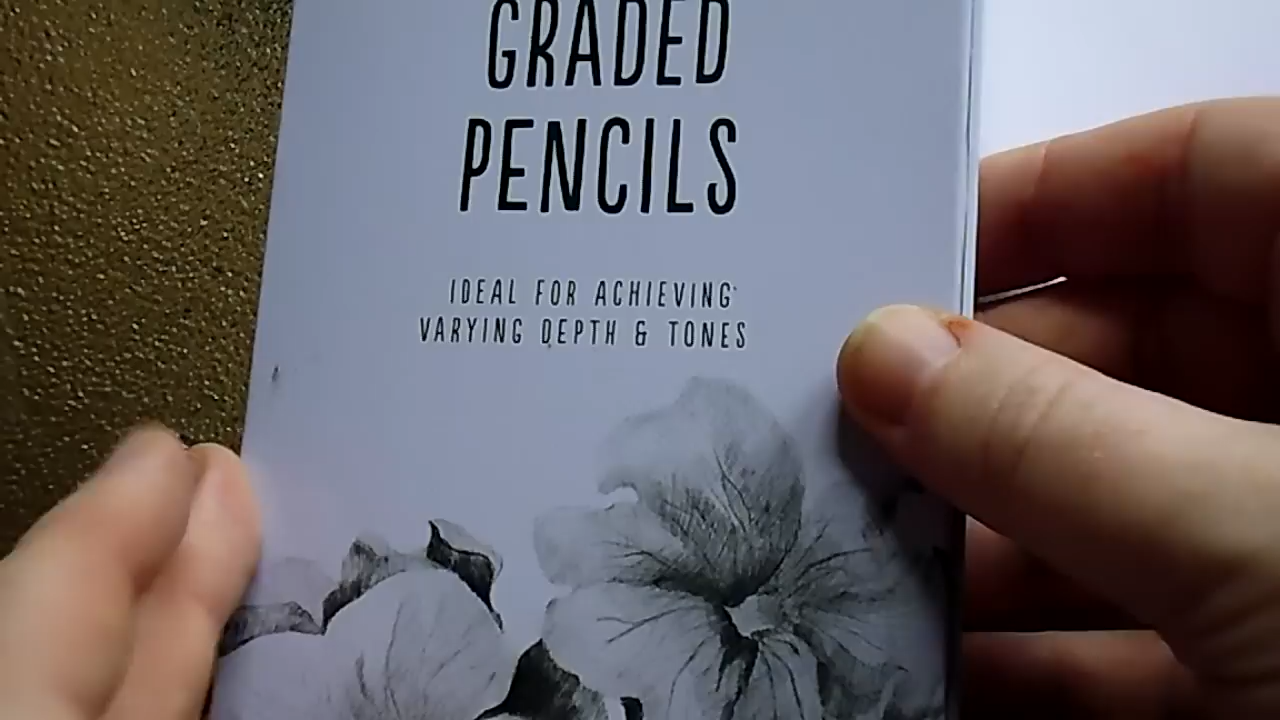 GRADED
PENCILS
IDEAL FOR ACHIEVING
VARYING DEPTH & TONES